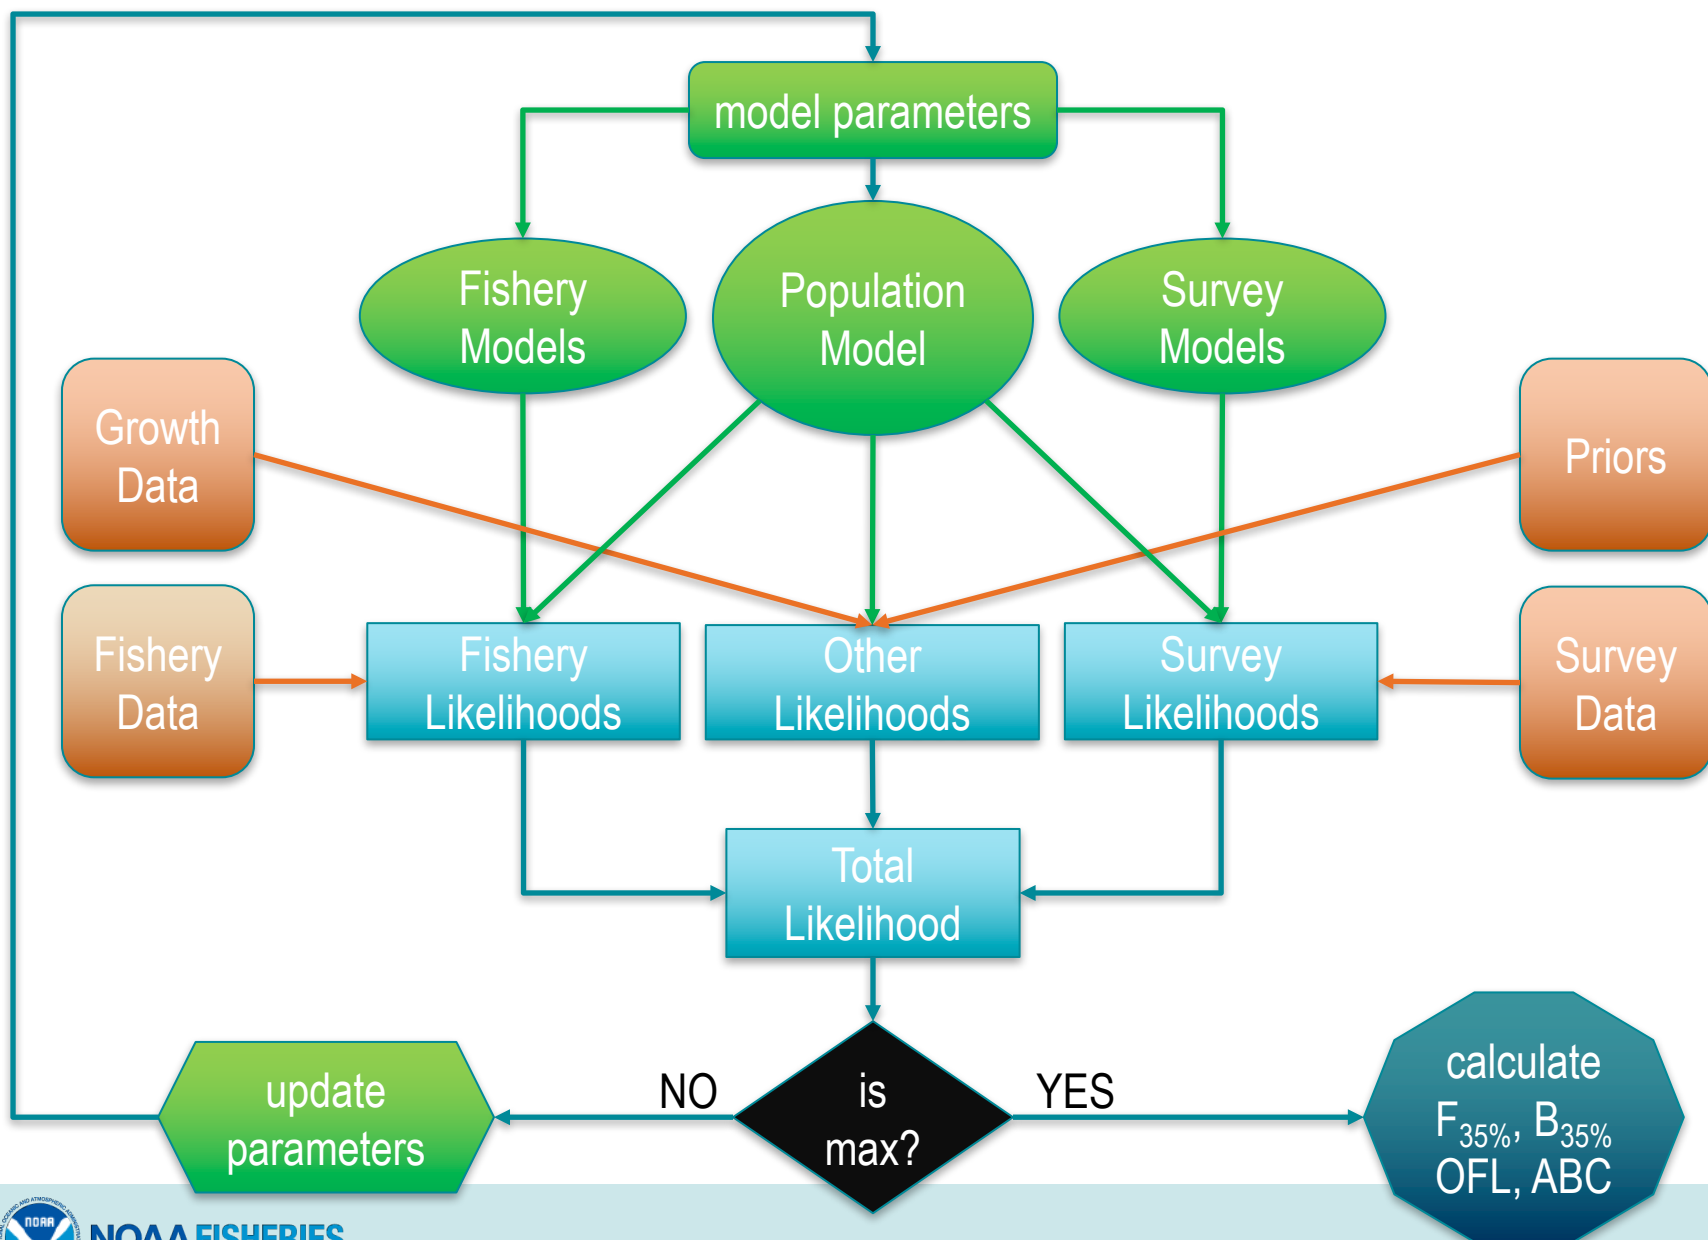 model parameters
Fishery
Models
Population
Model
Survey
Models
Growth
Data
Priors
Fishery
Data
Fishery
Likelihoods
Other
Likelihoods
Survey
Likelihoods
Survey
Data
Total
Likelihood
update
parameters
NO
is
max?
YES
calculate
F35%, B35%
OFL, ABC
NOAA
NOAA FISHERIES